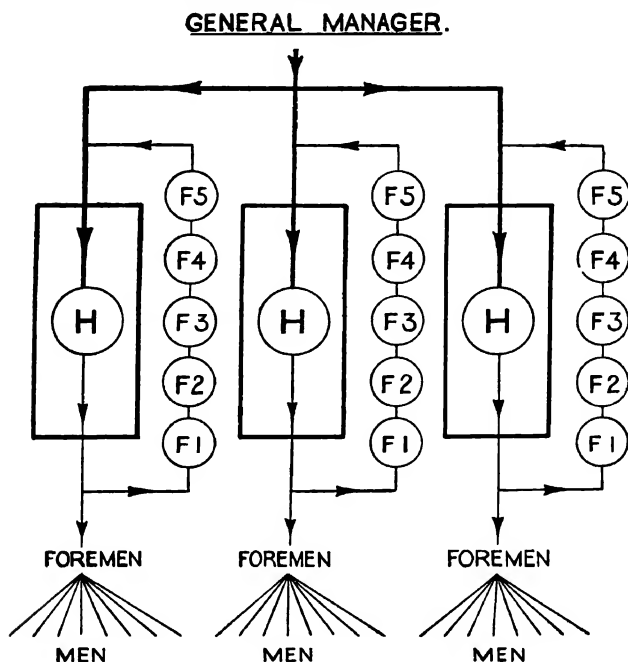 GENERAL MANAGER.
F5 F5 F5
F4 F4 F4
H F3 H F3 H F3
F2 F2 F2
F1 F1 F1
FOREMEN FOREMEN FOREMEN
MEN MEN MEN